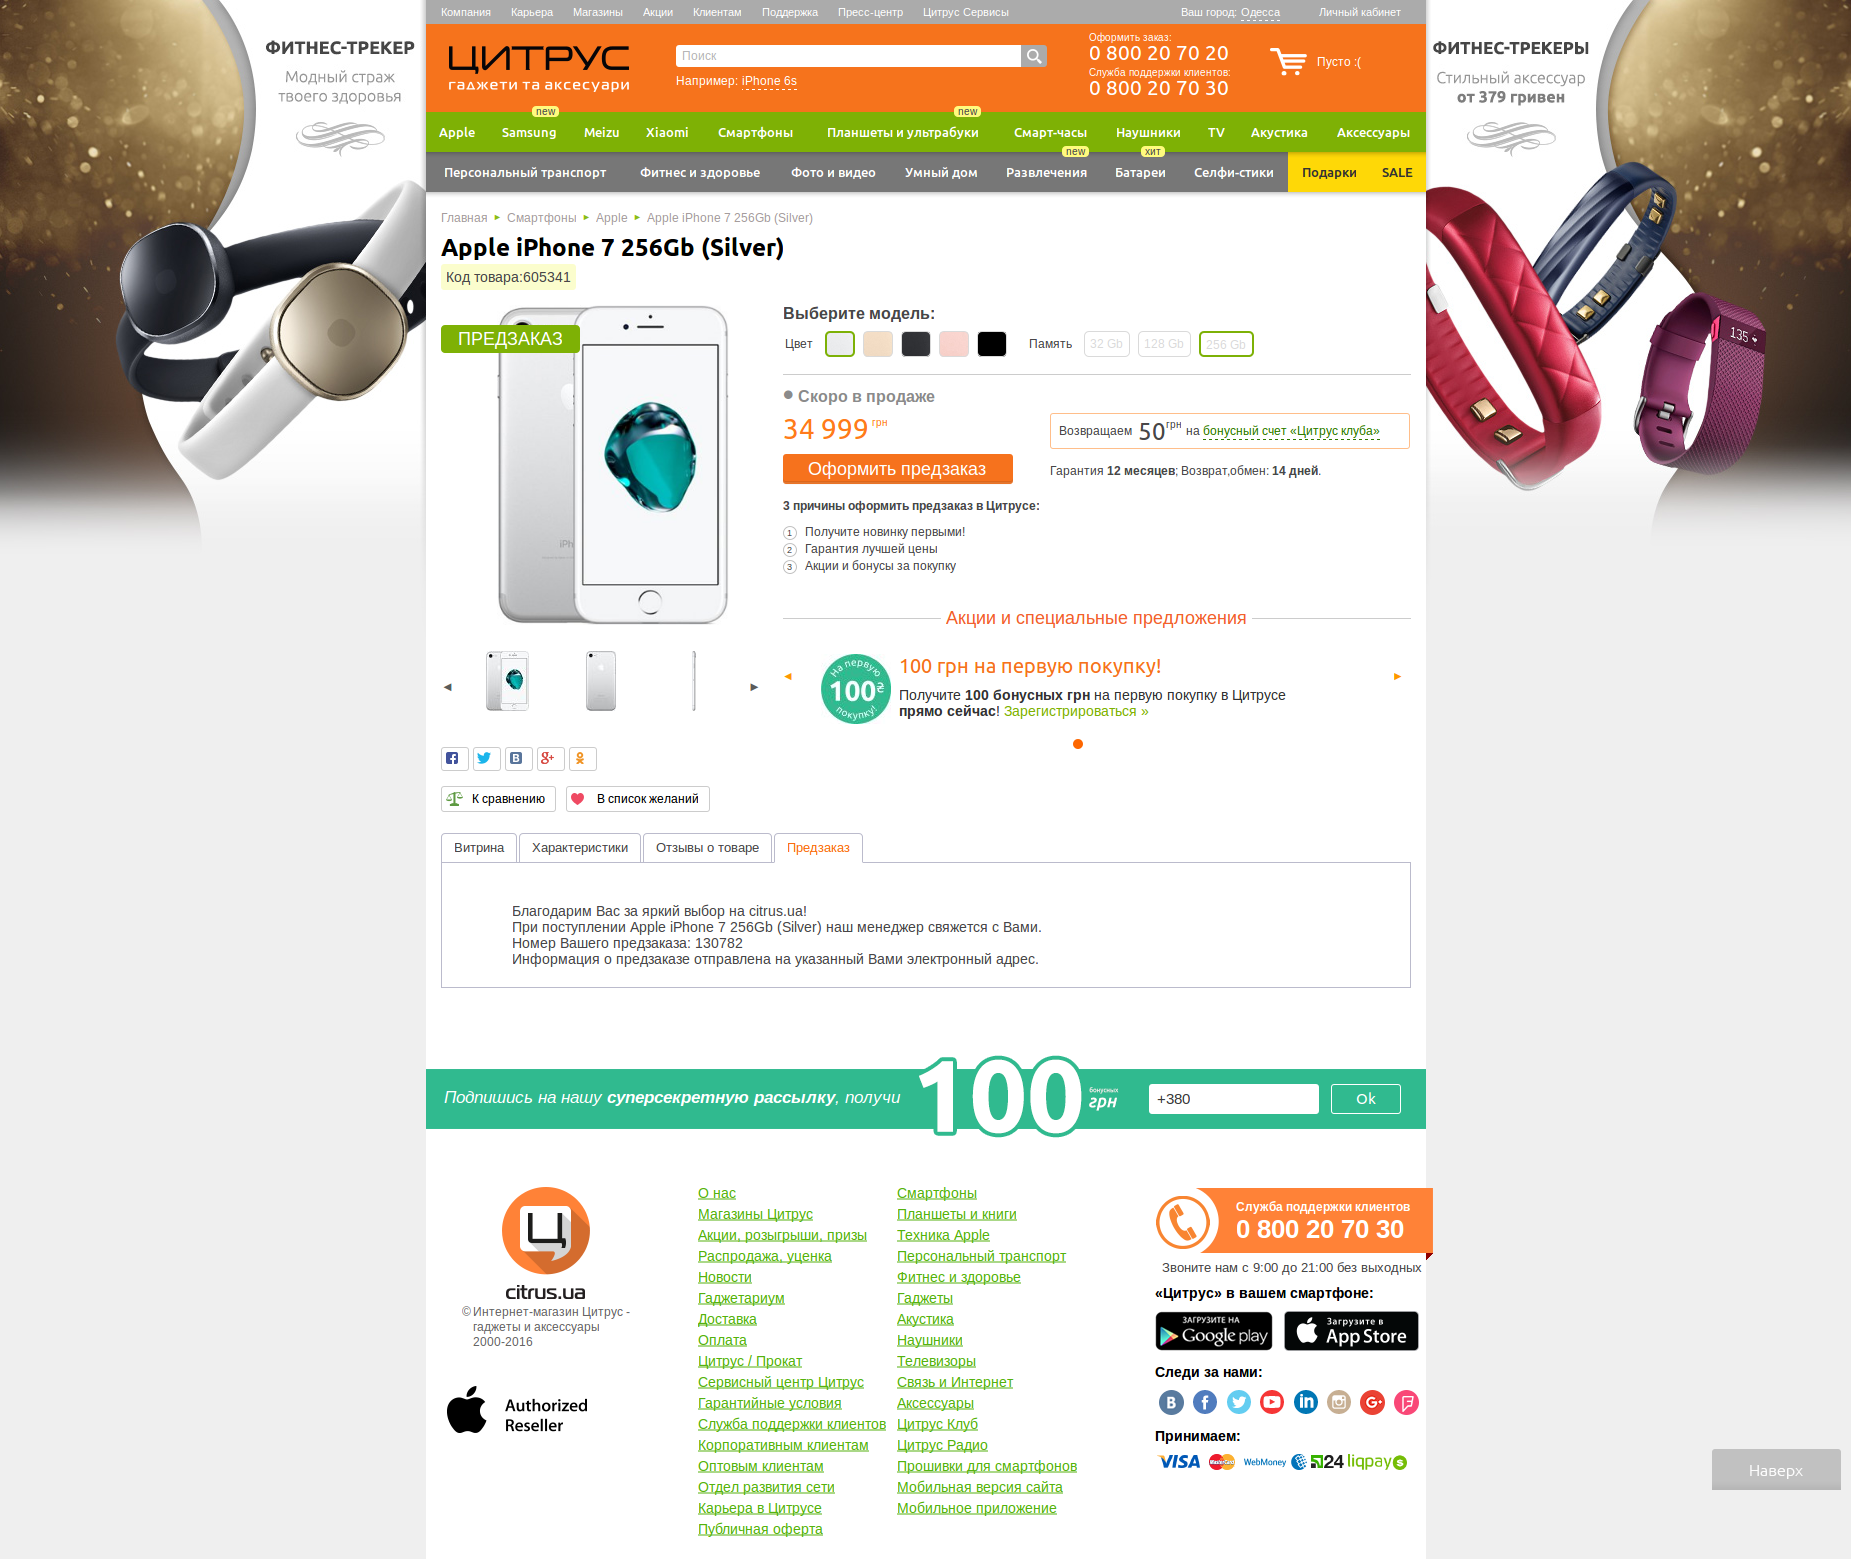 Компания Карьера Магазины Акции Клиентам Поддержка Пресс-центр Цитрус Сервисы Ваш город: Одесса Личный кабинет
ФИТНЕС-ТРЕКЕР
Модный страж
твоего здоровья
ФИТНЕС-ТРЕКЕРЫ
Стильный аксессуар
от 379 гривен
135
ЦИТРУС
гаджети та аксесуари
Поиск
Например: iPhone 6s
Оформить заказ:
0 800 20 70 20
Служба поддержки клиентов:
0 800 20 70 30
Пусто :(
new new
Apple Samsung Meizu Xiaomi Смартфоны Планшеты и ультрабуки Смарт-часы Наушники TV Акустика Аксессуары
new хит
Персональный транспорт Фитнес и здоровье Фото и видео Умный дом Развлечения Батареи Селфи-стики Подарки SALE
Главная ► Смартфоны ► Apple ► Apple iPhone 7 256Gb (Silver)
Apple iPhone 7 256Gb (Silver)
Код товара:605341
ПРЕДЗАКАЗ
Выберите модель:
Цвет Память 32 Gb 128 Gb 256 Gb
Скоро в продаже
34 999 грн
Возвращаем 50 грн на бонусный счет «Цитрус клуба»
Оформить предзаказ
Гарантия 12 месяцев; Возврат,обмен: 14 дней.
3 причины оформить предзаказ в Цитрусе:
1 Получите новинку первыми!
2 Гарантия лучшей цены
3 Акции и бонусы за покупку
Акции и специальные предложения
На первую
100₴
покупку!
100 грн на первую покупку!
Получите 100 бонусных грн на первую покупку в Цитрусе
прямо сейчас! Зарегистрироваться »
К сравнению В список желаний
Витрина Характеристики Отзывы о товаре Предзаказ
Благодарим Вас за яркий выбор на citrus.ua!
При поступлении Apple iPhone 7 256Gb (Silver) наш менеджер свяжется с Вами.
Номер Вашего предзаказа: 130782
Информация о предзаказе отправлена на указанный Вами электронный адрес.
Подпишись на нашу суперсекретную рассылку, получи 100 бонусных грн +380 Ok
citrus.ua
© Интернет-магазин Цитрус -
гаджеты и аксессуары
2000-2016
Authorized
Reseller
О нас
Магазины Цитрус
Акции, розыгрыши, призы
Распродажа, уценка
Новости
Гаджетариум
Доставка
Оплата
Цитрус / Прокат
Сервисный центр Цитрус
Гарантийные условия
Служба поддержки клиентов
Корпоративным клиентам
Оптовым клиентам
Отдел развития сети
Карьера в Цитрусе
Публичная оферта
Смартфоны
Планшеты и книги
Техника Apple
Персональный транспорт
Фитнес и здоровье
Гаджеты
Акустика
Наушники
Телевизоры
Связь и Интернет
Аксессуары
Цитрус Клуб
Цитрус Радио
Прошивки для смартфонов
Мобильная версия сайта
Мобильное приложение
Служба поддержки клиентов
0 800 20 70 30
Звоните нам с 9:00 до 21:00 без выходных
«Цитрус» в вашем смартфоне:
ЗАГРУЗИТЕ НА
Google play
Загрузите в
App Store
Следи за нами:
Принимаем:
VISA MasterCard WebMoney 24 liqpay
Наверх